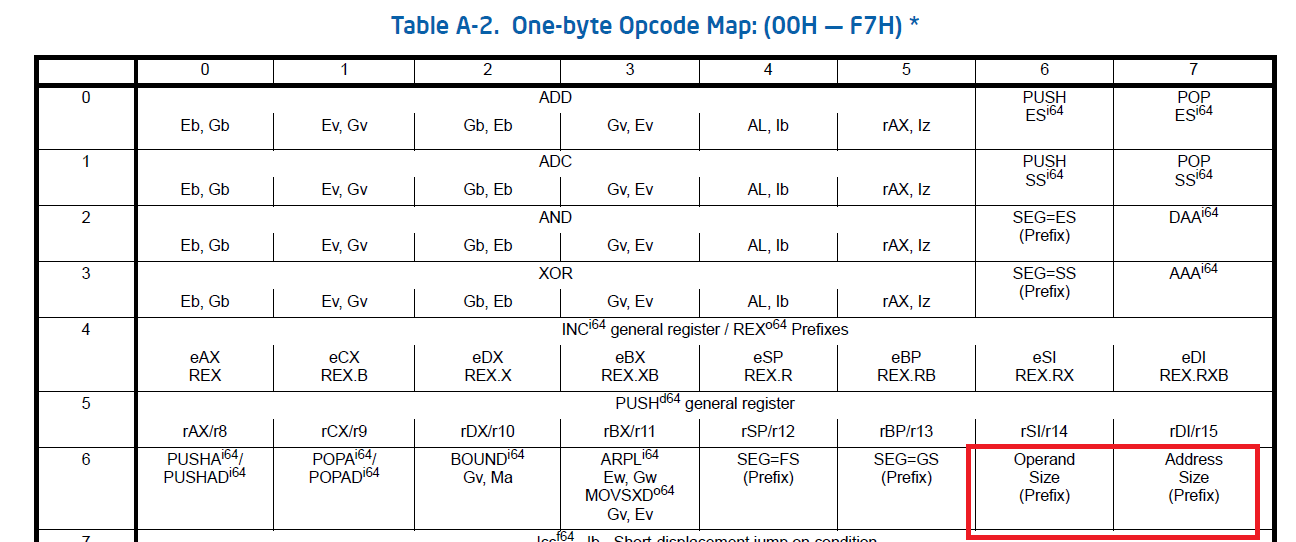 Table A-2. One-byte Opcode Map: (00H — F7H) *
0 1 2 3 4 5 6 7
0 ADD PUSH ES^i64 POP ES^i64
Eb, Gb Ev, Gv Gb, Eb Gv, Ev AL, Ib rAX, Iz
1 ADC PUSH SS^i64 POP SS^i64
Eb, Gb Ev, Gv Gb, Eb Gv, Ev AL, Ib rAX, Iz
2 AND SEG=ES (Prefix) DAA^i64
Eb, Gb Ev, Gv Gb, Eb Gv, Ev AL, Ib rAX, Iz
3 XOR SEG=SS (Prefix) AAA^i64
Eb, Gb Ev, Gv Gb, Eb Gv, Ev AL, Ib rAX, Iz
4 INC^i64 general register / REX^o64 Prefixes
eAX eCX eDX eBX eSP eBP eSI eDI
REX REX.B REX.X REX.XB REX.R REX.RB REX.RX REX.RXB
5 PUSH^d64 general register
rAX/r8 rCX/r9 rDX/r10 rBX/r11 rSP/r12 rBP/r13 rSI/r14 rDI/r15
6 PUSHA^i64/ POPA^i64/ BOUND^i64 ARPL^i64 SEG=FS SEG=GS Operand Address
PUSHAD^i64 POPAD^i64 Gv, Ma Ew, Gw (Prefix) (Prefix) Size Size
MOVSXD^o64 (Prefix) (Prefix)
Gv, Ev
7 Jcc^f64, Jb - Short-displacement jump on condition